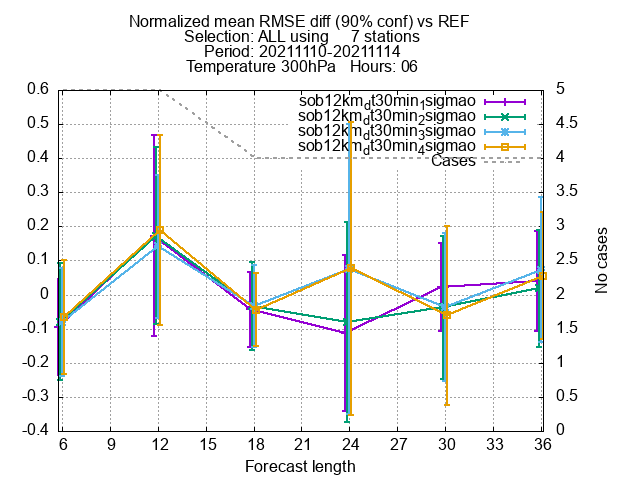 Normalized mean RMSE diff (90% conf) vs REF
Selection: ALL using 7 stations
Period: 20211110-20211114
Temperature 300hPa Hours: 06
sob12km_dt30min_1sigmao
sob12km_dt30min_2sigmao
sob12km_dt30min_3sigmao
sob12km_dt30min_4sigmao
Cases
0.6
0.5
0.4
0.3
0.2
0.1
0
-0.1
-0.2
-0.3
-0.4
5
4.5
4
3.5
3
2.5
2
1.5
1
0.5
0
No cases
6 9 12 15 18 21 24 27 30 33 36
Forecast length